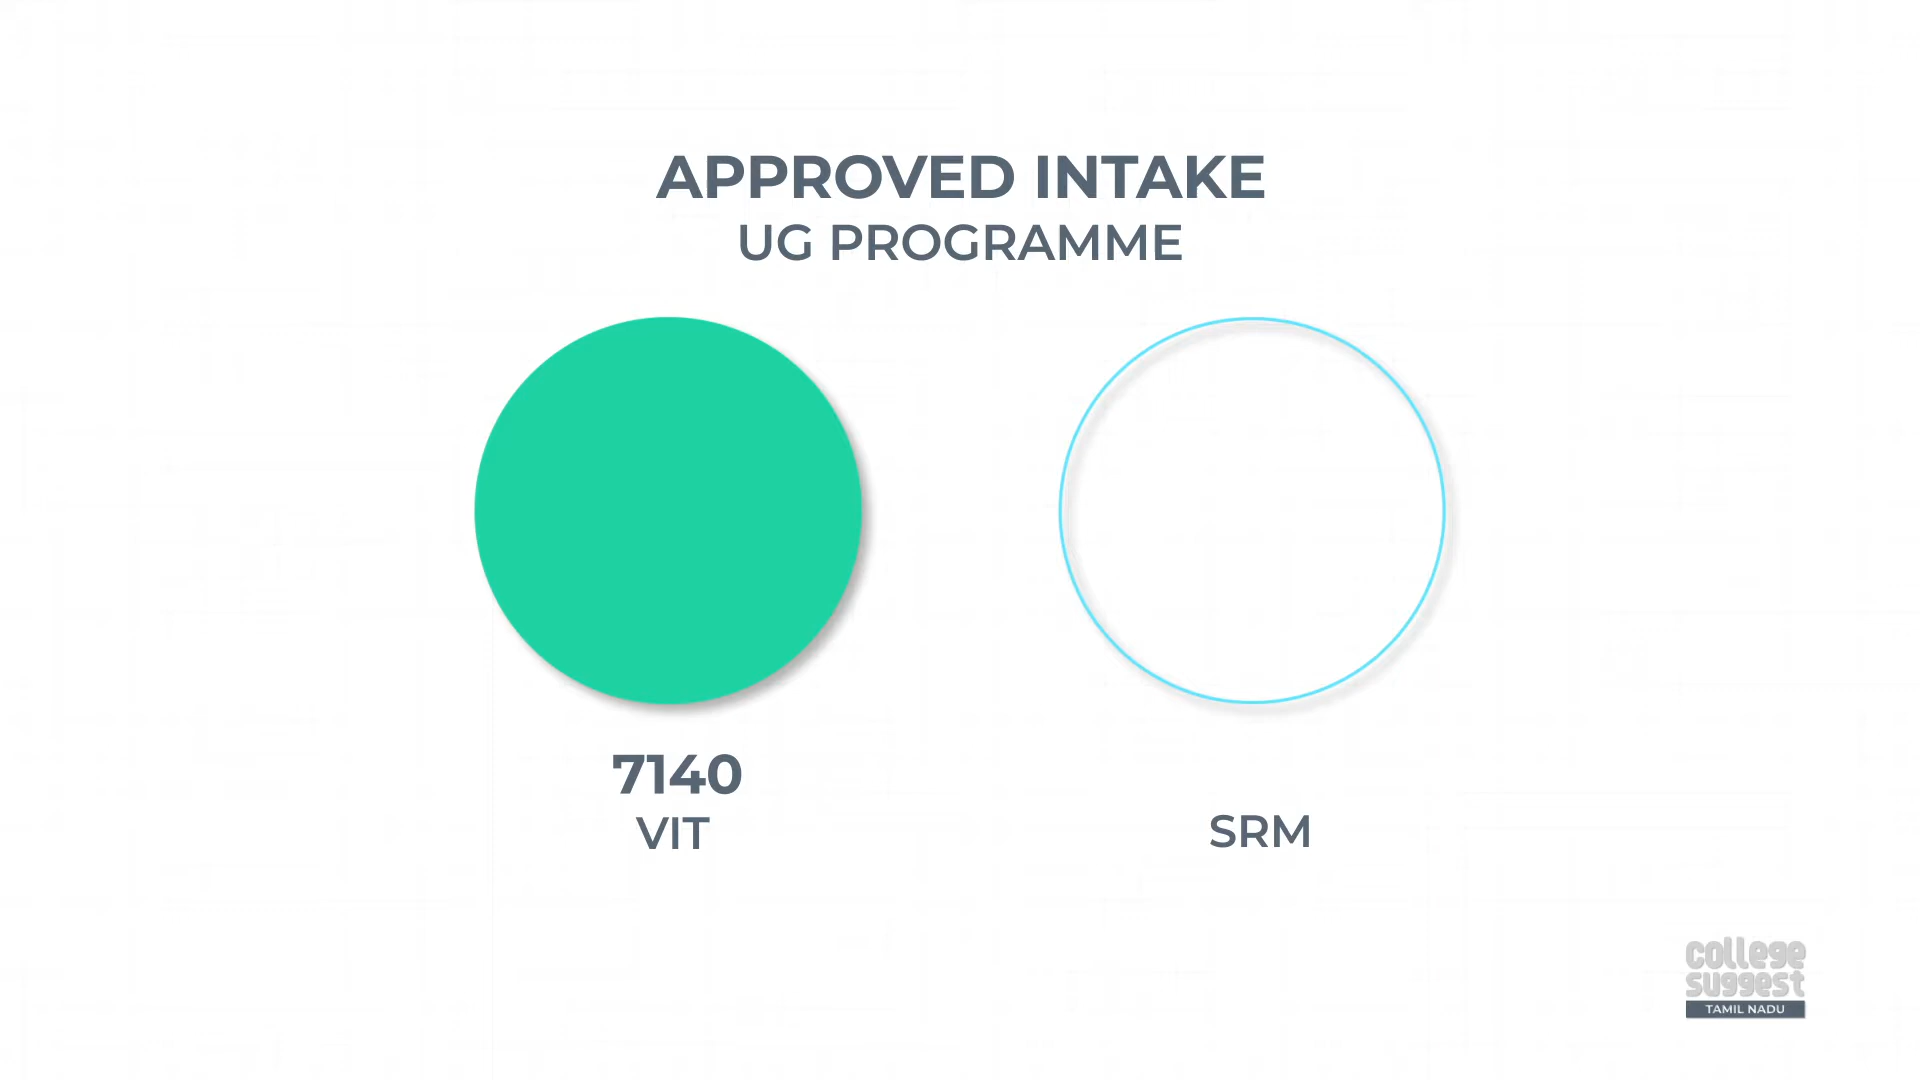 APPROVED INTAKE
UG PROGRAMME
7140
VIT
SRM
college
suggest
TAMIL NADU